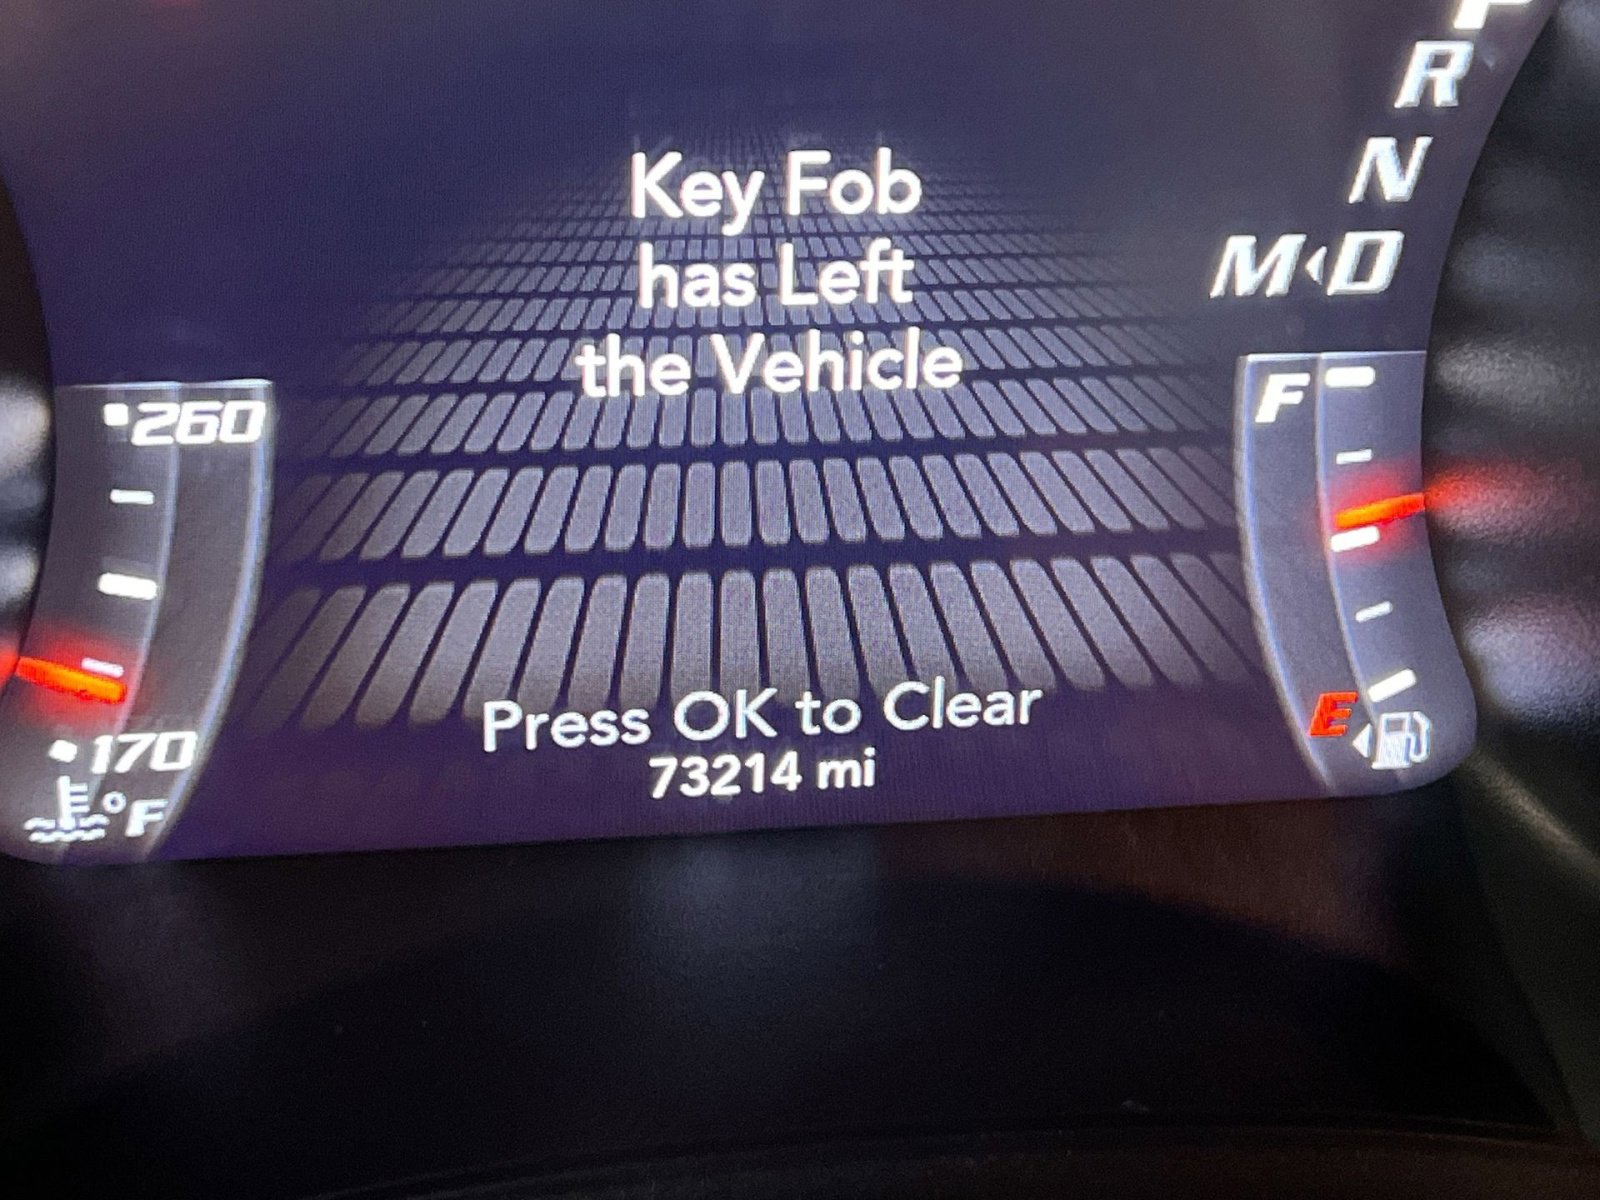 P
R
N
M D
Key Fob
has Left
the Vehicle
260
F
170
°F
E
Press OK to Clear
73214 mi